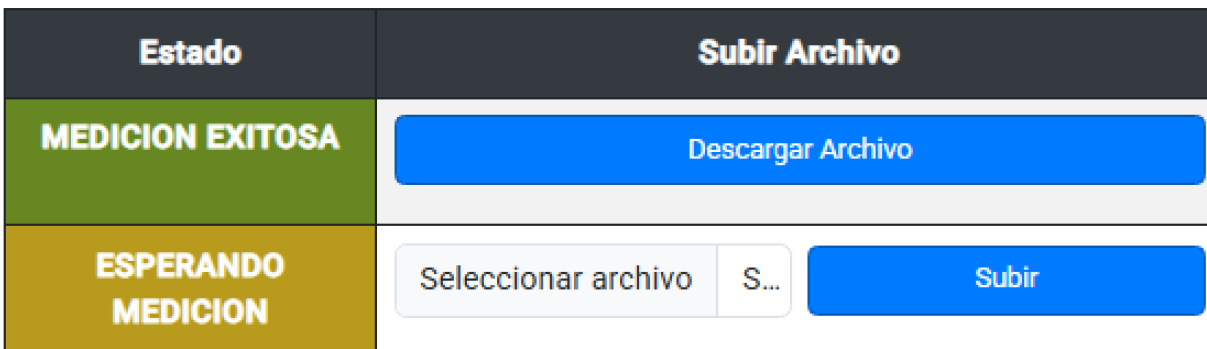 Estado
Subir Archivo
MEDICION EXITOSA
Descargar Archivo
ESPERANDO
MEDICION
Seleccionar archivo
S...
Subir